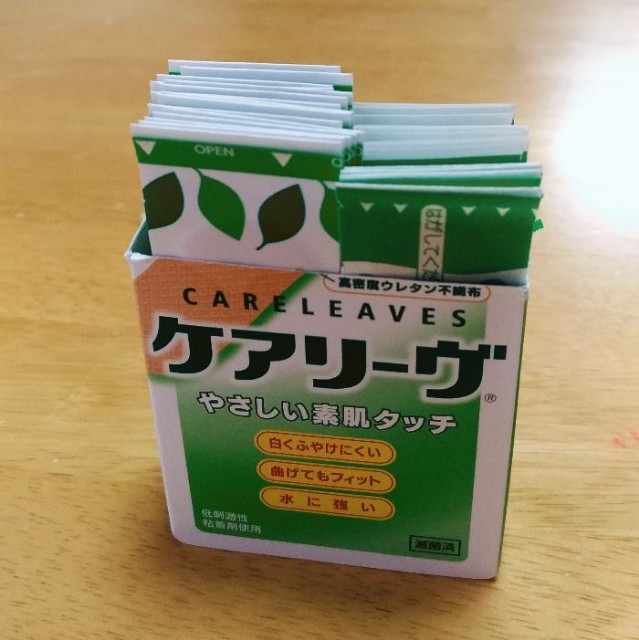 OPEN
はがしてくだ
高密度ウレタン不織布
CARELEAVES
ケアリーヴ®
やさしい素肌タッチ
白くふやけにくい
曲げてもフィット
水に強い
低刺激性
粘着剤使用
滅菌済